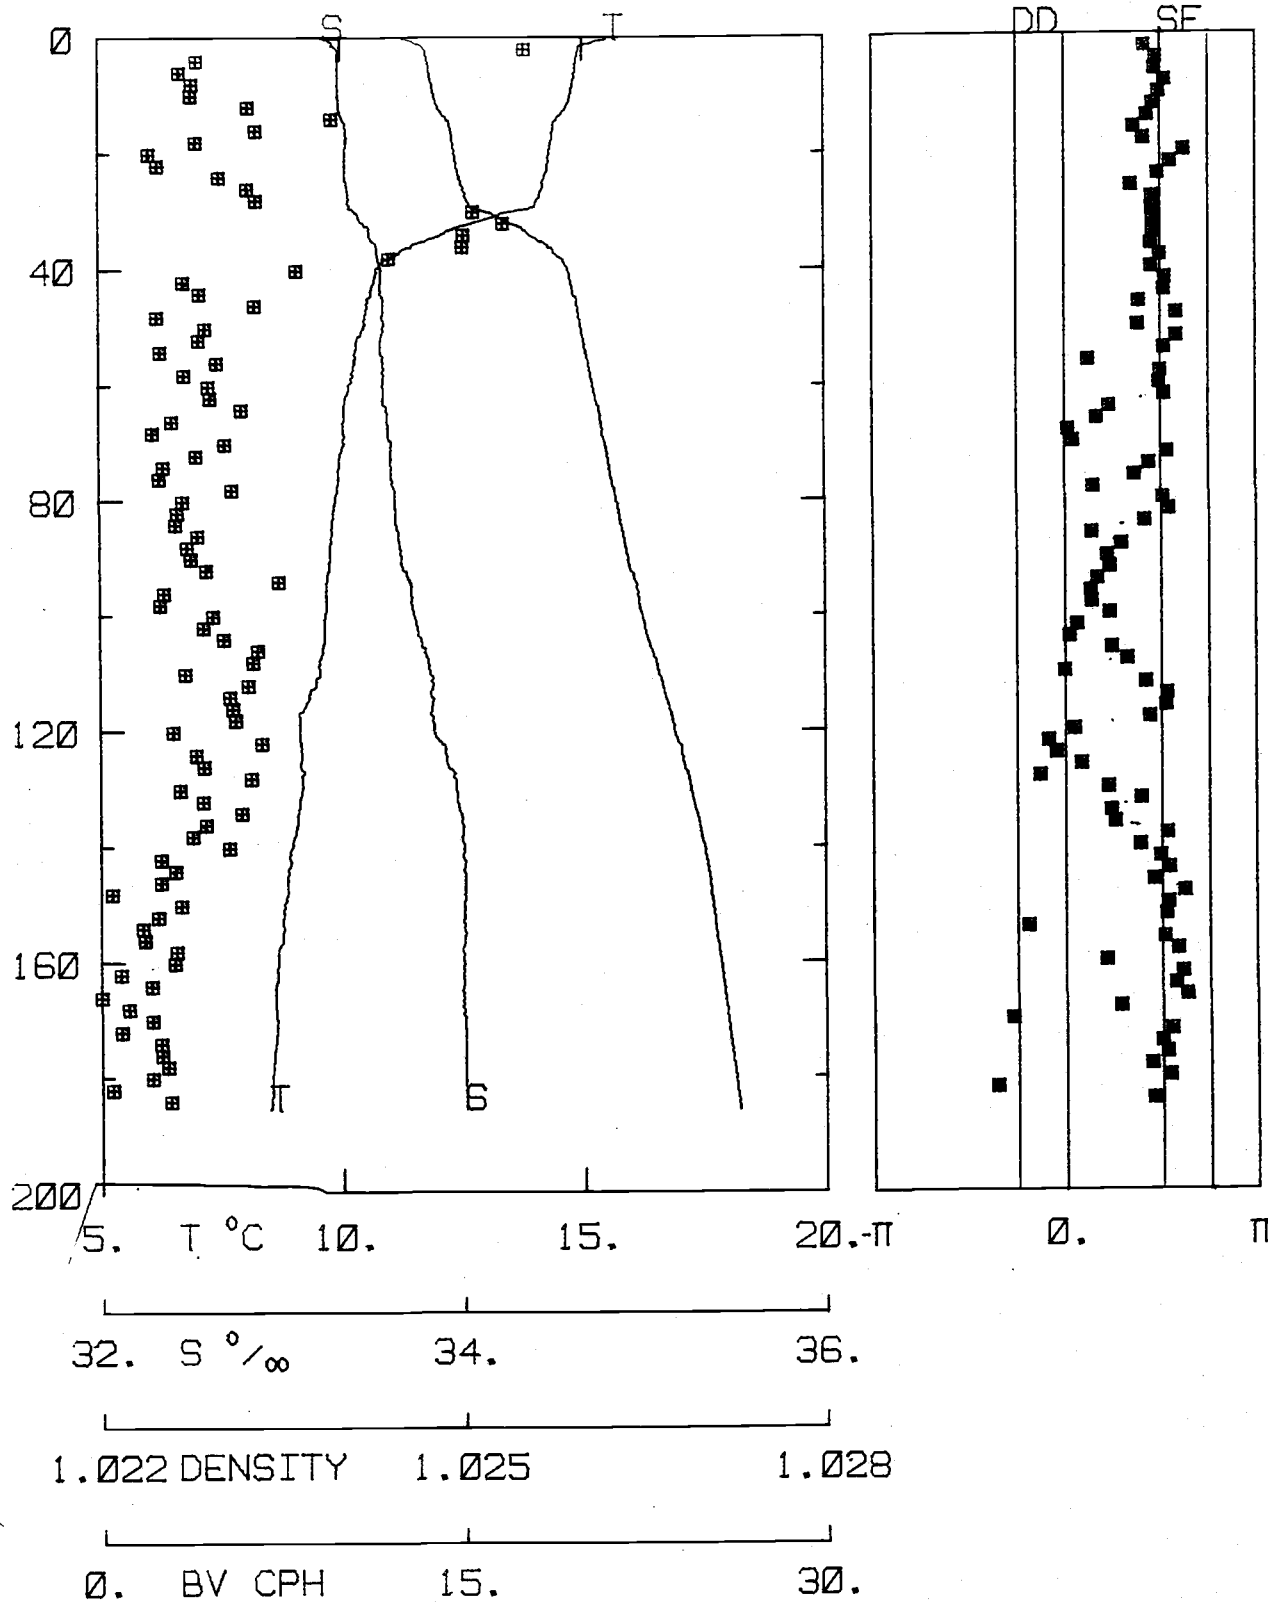 S T DD SF
0
40
80
120
160
T S
200
5. T °C 10. 15. 20. -π 0. π
32. S °/∞ 34. 36.
1.022 DENSITY 1.025 1.028
0. BV CPH 15. 30.